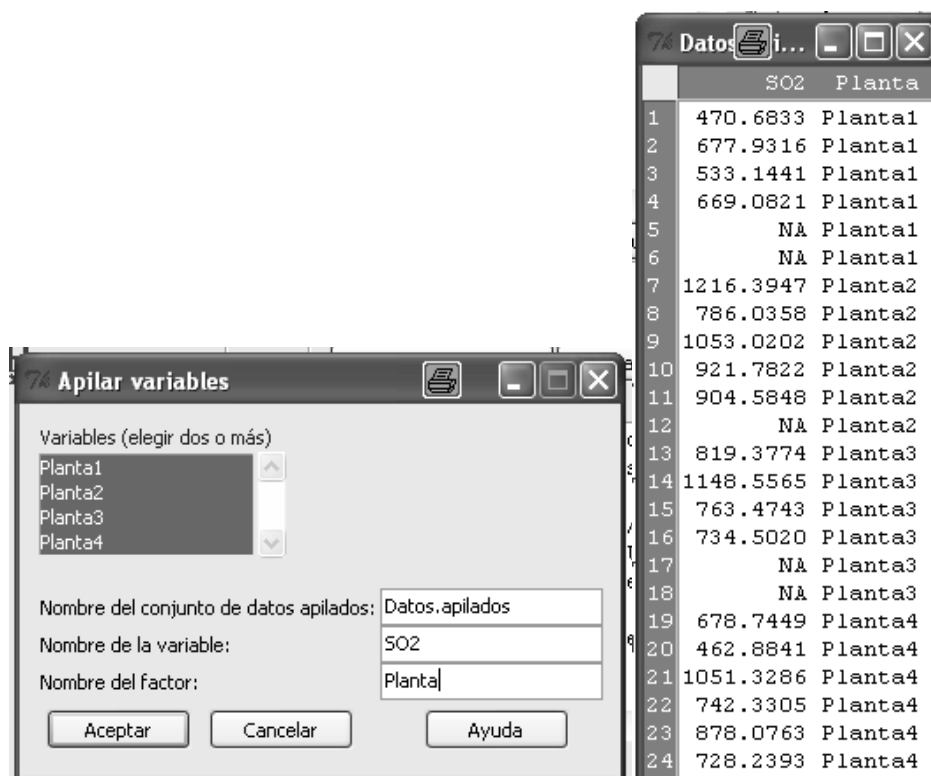 Apilar variables
Variables (elegir dos o más)
Planta1
Planta2
Planta3
Planta4
Nombre del conjunto de datos apilados: Datos.apilados
Nombre de la variable: SO2
Nombre del factor: Planta
Aceptar Cancelar Ayuda
Datos i...
SO2 Planta
1 470.6833 Planta1
2 677.9316 Planta1
3 533.1441 Planta1
4 669.0821 Planta1
5 NA Planta1
6 NA Planta1
7 1216.3947 Planta2
8 786.0358 Planta2
9 1053.0202 Planta2
10 921.7822 Planta2
11 904.5848 Planta2
12 NA Planta2
13 819.3774 Planta3
14 1148.5565 Planta3
15 763.4743 Planta3
16 734.5020 Planta3
17 NA Planta3
18 NA Planta3
19 678.7449 Planta4
20 462.8841 Planta4
21 1051.3286 Planta4
22 742.3305 Planta4
23 878.0763 Planta4
24 728.2393 Planta4